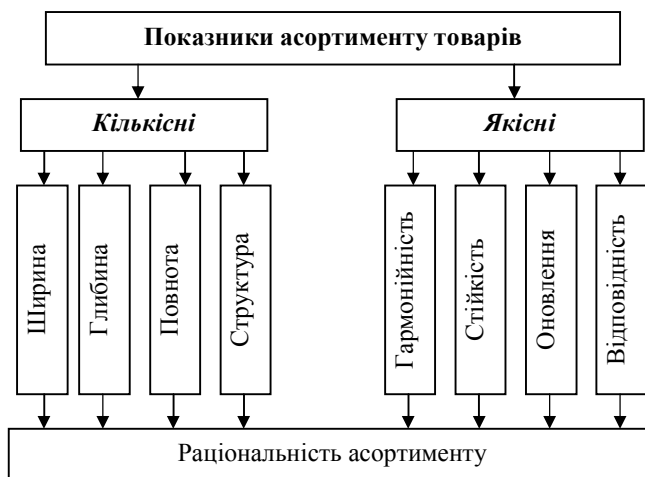 Показники асортименту товарів
Кількісні
Якісні
Ширина
Глибина
Повнота
Структура
Гармонійність
Стійкість
Оновлення
Відповідність
Раціональність асортименту